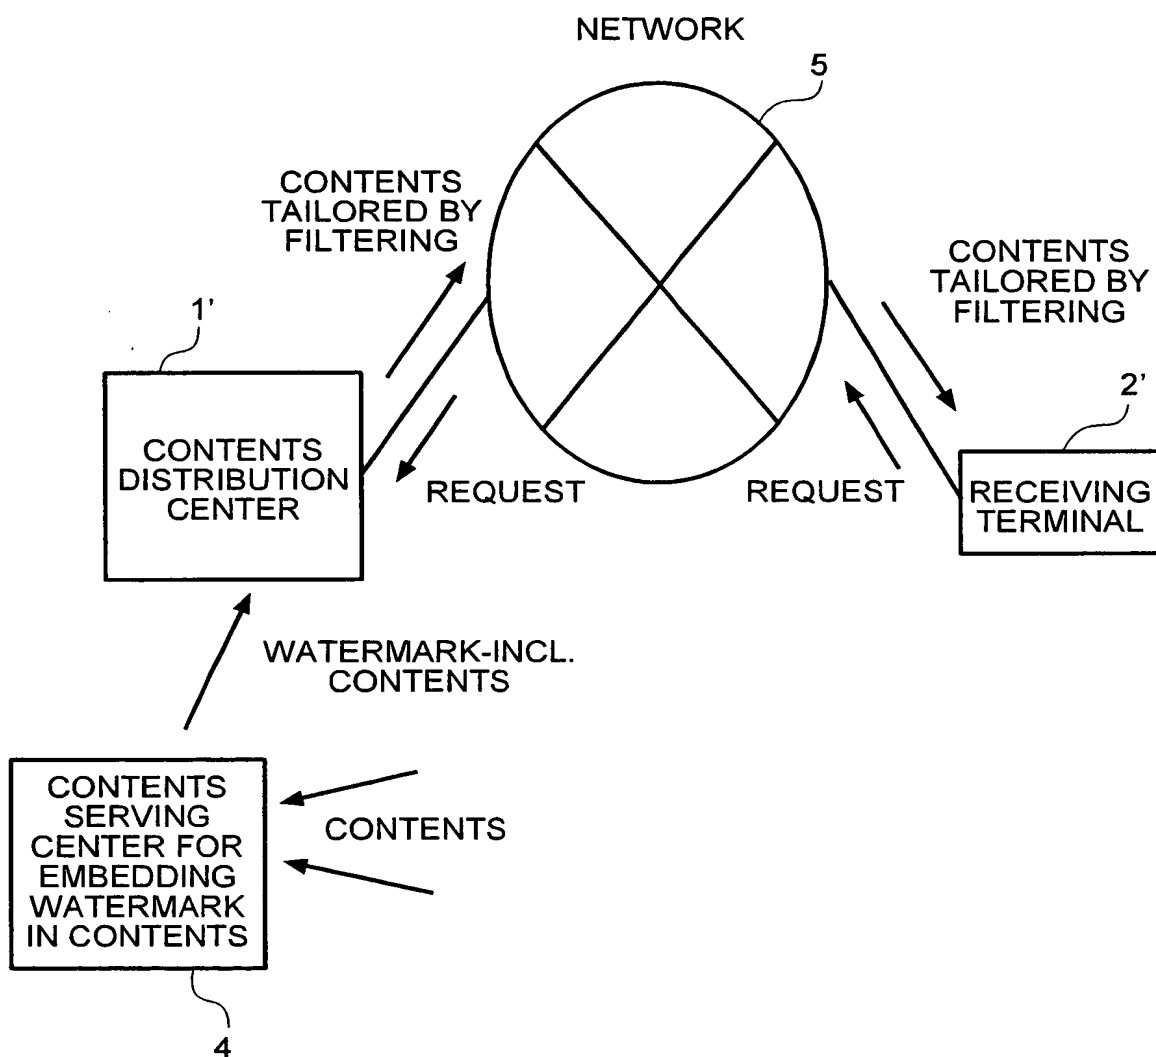 NETWORK
5
CONTENTS
TAILORED BY
FILTERING
CONTENTS
TAILORED BY
FILTERING
1'
2'
CONTENTS
DISTRIBUTION
CENTER
REQUEST
REQUEST
RECEIVING
TERMINAL
WATERMARK-INCL.
CONTENTS
CONTENTS
SERVING
CENTER FOR
EMBEDDING
WATERMARK
IN CONTENTS
CONTENTS
4